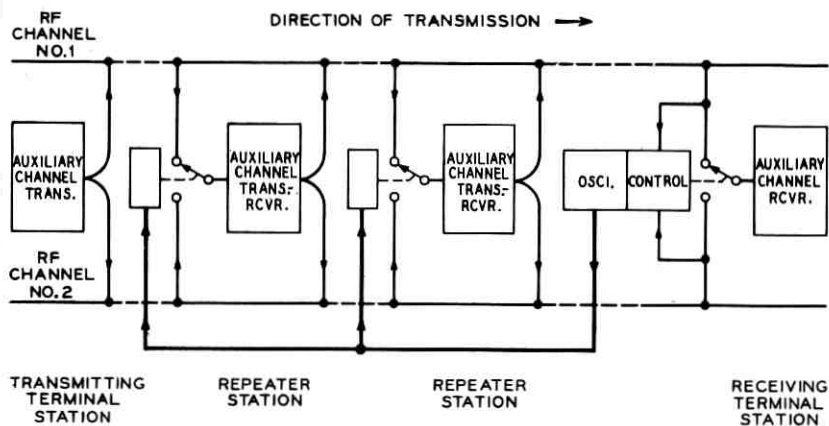 RF
CHANNEL
NO.1
DIRECTION OF TRANSMISSION
AUXILIARY
CHANNEL
TRANS.
AUXILIARY
CHANNEL
TRANS.-
RCVR.
AUXILIARY
CHANNEL
TRANS.-
RCVR.
OSCI.
CONTROL
AUXILIARY
CHANNEL
RCVR.
RF
CHANNEL
NO.2
TRANSMITTING
TERMINAL
STATION
REPEATER
STATION
REPEATER
STATION
RECEIVING
TERMINAL
STATION